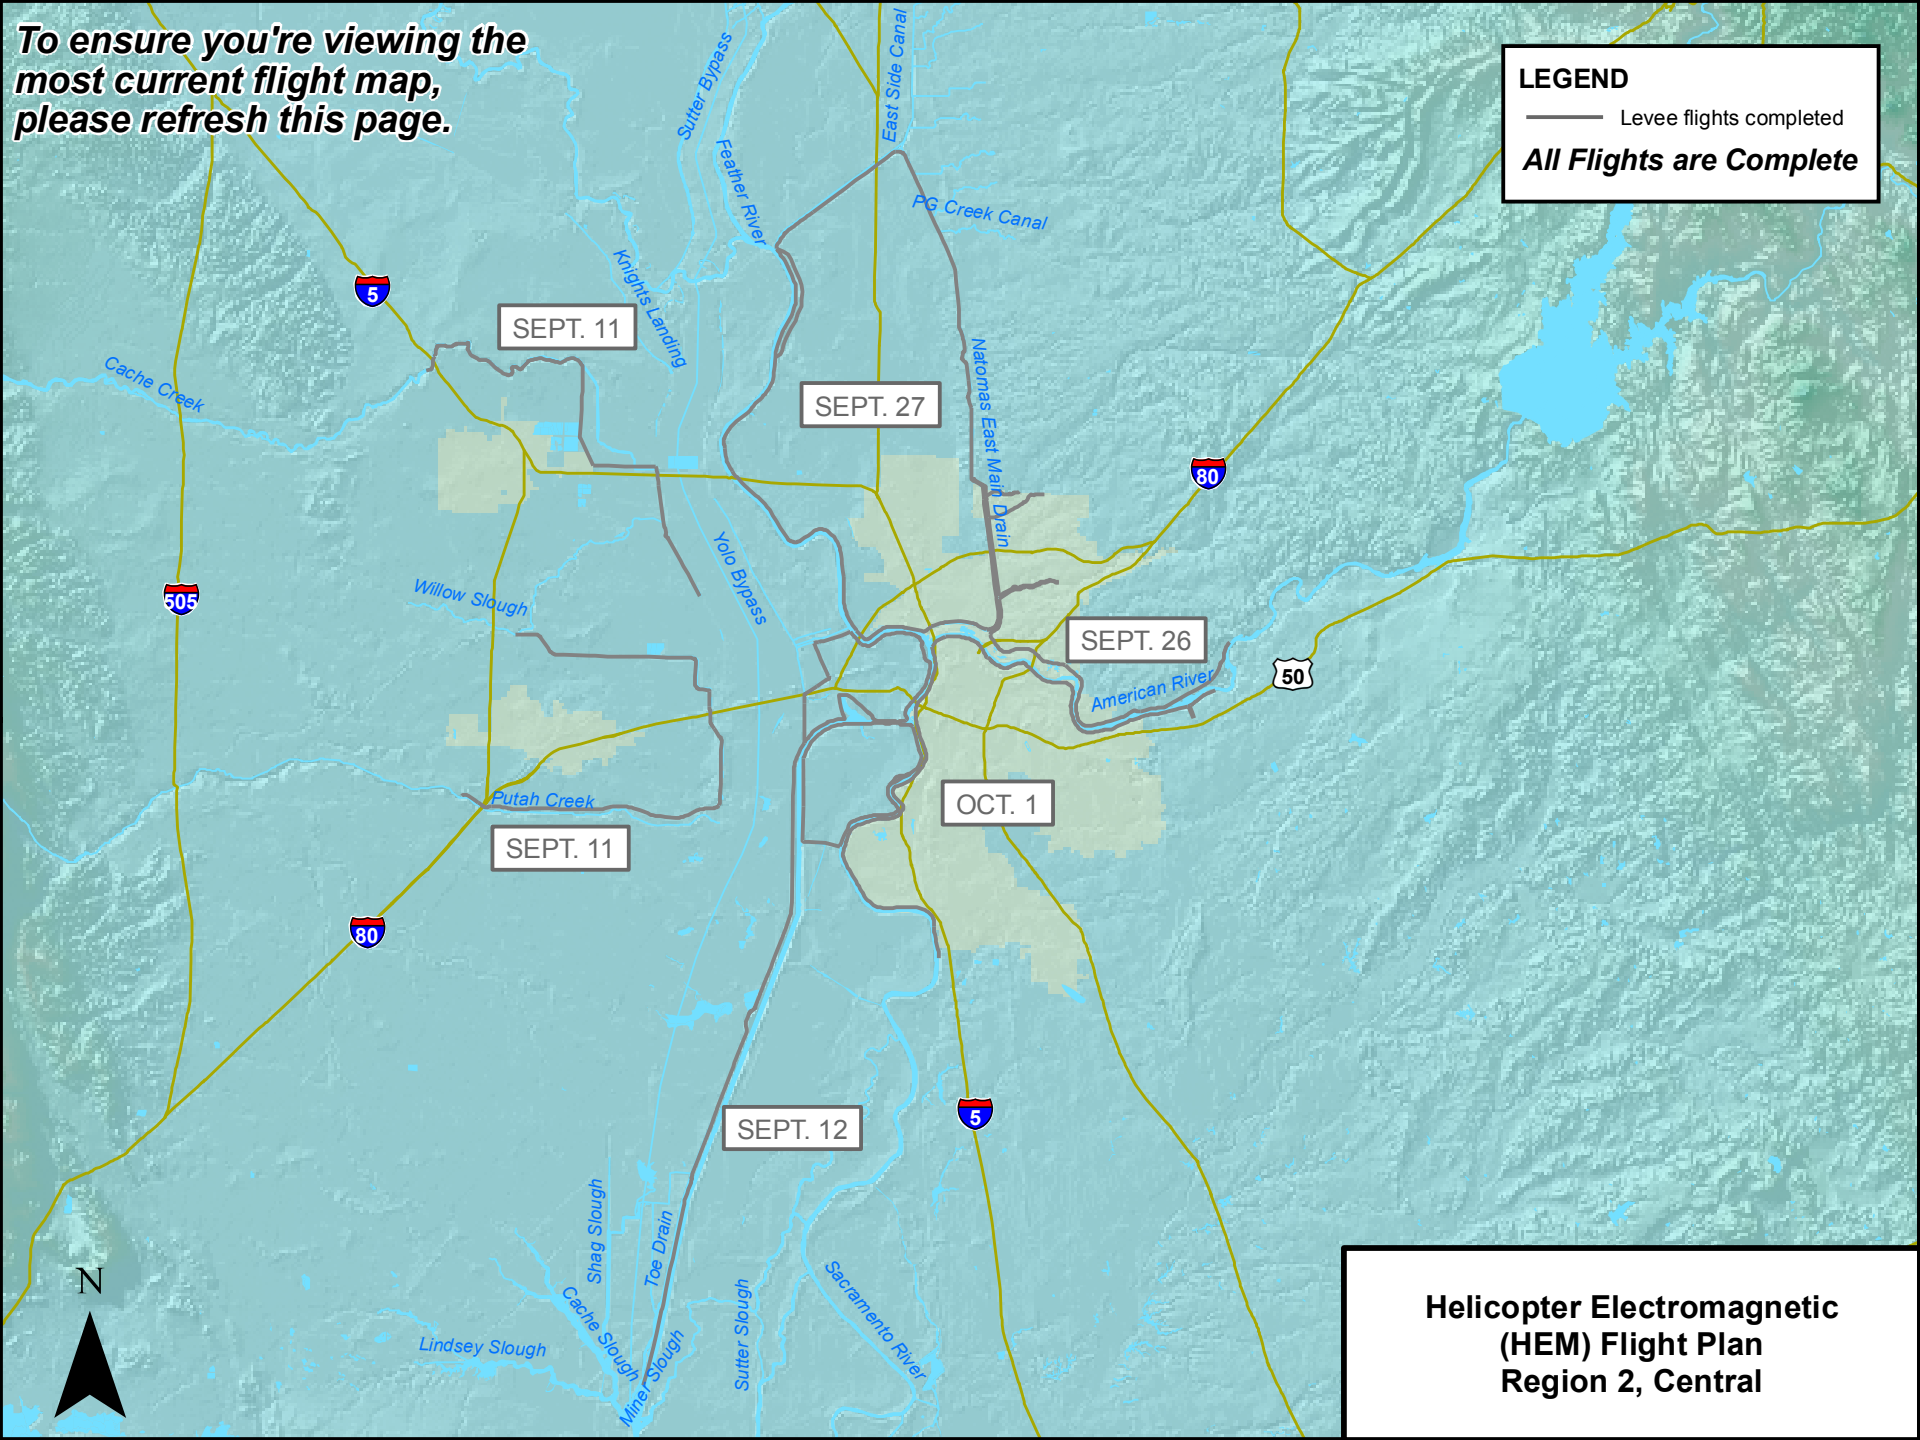 To ensure you're viewing the
most current flight map,
please refresh this page.
LEGEND
Levee flights completed
All Flights are Complete
Sutter Bypass
East Side Canal
Feather River
PG Creek Canal
Knights Landing
5
SEPT. 11
Cache Creek
SEPT. 27
Natomas East Main Drain
80
Yolo Bypass
505
Willow Slough
SEPT. 26
50
American River
Putah Creek
OCT. 1
SEPT. 11
80
SEPT. 12
5
Shag Slough
Toe Drain
N
Cache Slough
Sutter Slough
Sacramento River
Lindsey Slough
Miner Slough
Helicopter Electromagnetic
(HEM) Flight Plan
Region 2, Central